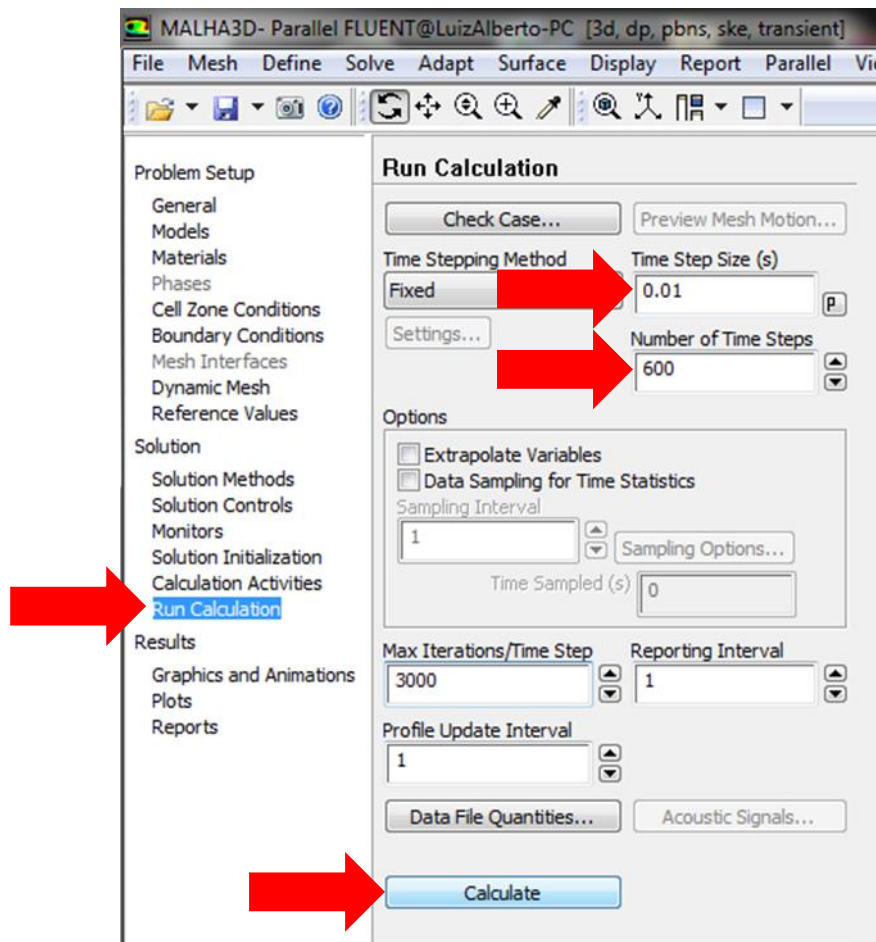 MALHA3D- Parallel FLUENT@LuizAlberto-PC [3d, dp, pbns, ske, transient]
File Mesh Define Solve Adapt Surface Display Report Parallel
Problem Setup
General
Models
Materials
Phases
Cell Zone Conditions
Boundary Conditions
Mesh Interfaces
Dynamic Mesh
Reference Values
Solution
Solution Methods
Solution Controls
Monitors
Solution Initialization
Calculation Activities
Run Calculation
Results
Graphics and Animations
Plots
Reports
Run Calculation
Check Case... Preview Mesh Motion...
Time Stepping Method Time Step Size (s)
Fixed 0.01 P
Settings... Number of Time Steps
600
Options
Extrapolate Variables
Data Sampling for Time Statistics
Sampling Interval
1 Sampling Options...
Time Sampled (s) 0
Max Iterations/Time Step Reporting Interval
3000 1
Profile Update Interval
1
Data File Quantities... Acoustic Signals...
Calculate